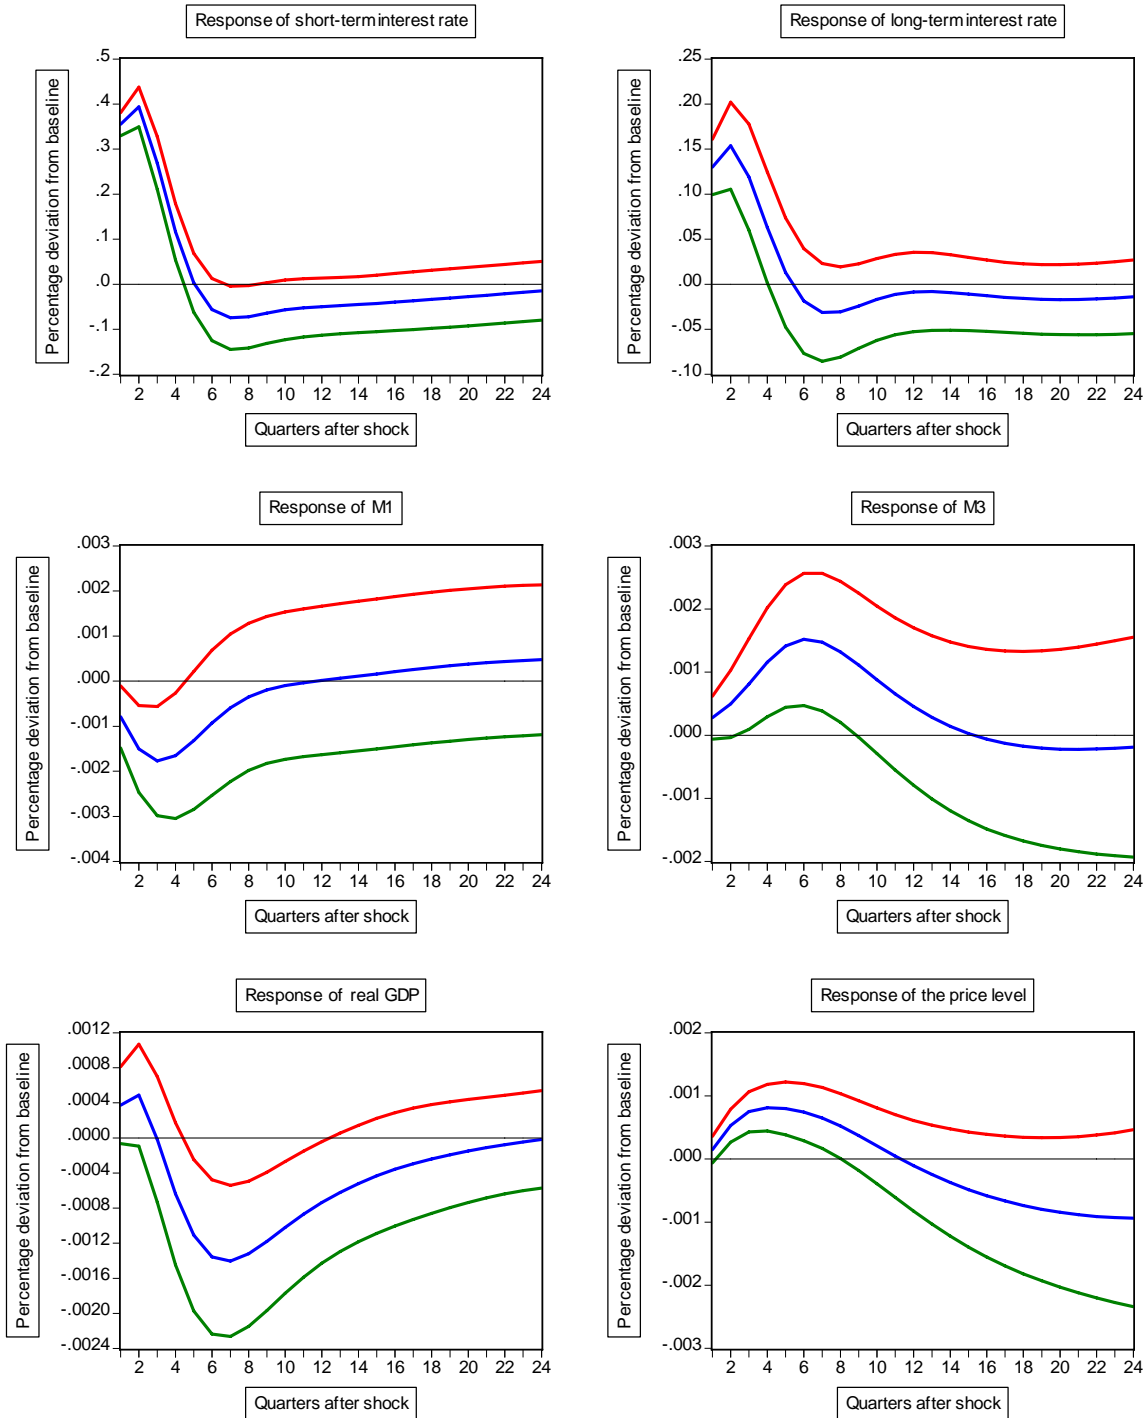 Response of short-term interest rate
Percentage deviation from baseline
.5
.4
.3
.2
.1
.0
-.1
-.2
2 4 6 8 10 12 14 16 18 20 22 24
Quarters after shock
Response of long-term interest rate
Percentage deviation from baseline
.25
.20
.15
.10
.05
.00
-.05
-.10
2 4 6 8 10 12 14 16 18 20 22 24
Quarters after shock
Response of M1
Percentage deviation from baseline
.003
.002
.001
.000
-.001
-.002
-.003
-.004
2 4 6 8 10 12 14 16 18 20 22 24
Quarters after shock
Response of M3
Percentage deviation from baseline
.003
.002
.001
.000
-.001
-.002
2 4 6 8 10 12 14 16 18 20 22 24
Quarters after shock
Response of real GDP
Percentage deviation from baseline
.0012
.0008
.0004
.0000
-.0004
-.0008
-.0012
-.0016
-.0020
-.0024
2 4 6 8 10 12 14 16 18 20 22 24
Quarters after shock
Response of the price level
Percentage deviation from baseline
.002
.001
.000
-.001
-.002
-.003
2 4 6 8 10 12 14 16 18 20 22 24
Quarters after shock